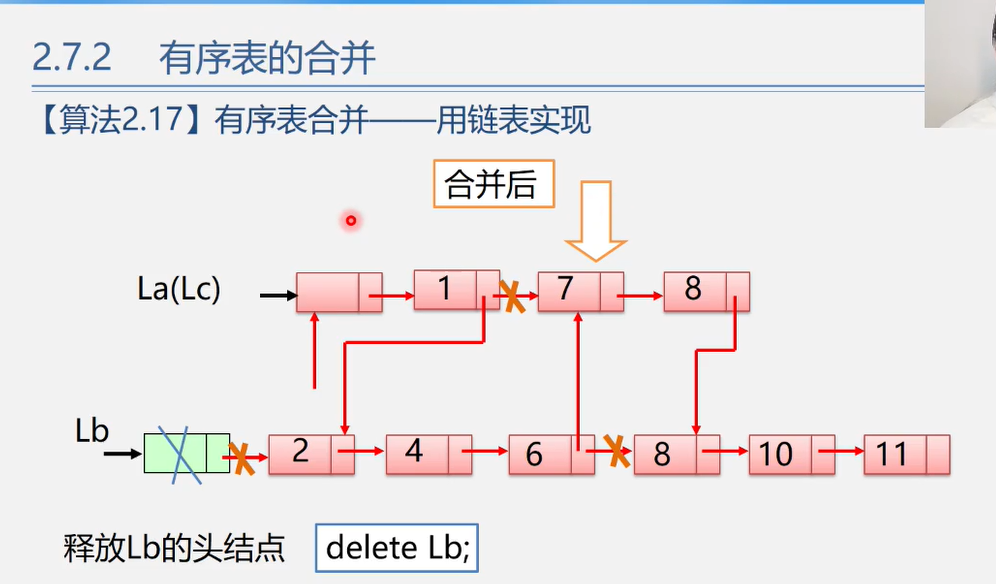 2.7.2 有序表的合并
【算法2.17】有序表合并——用链表实现
合并后
La(Lc) 1 7 8
Lb 2 4 6 8 10 11
释放Lb的头结点 delete Lb;